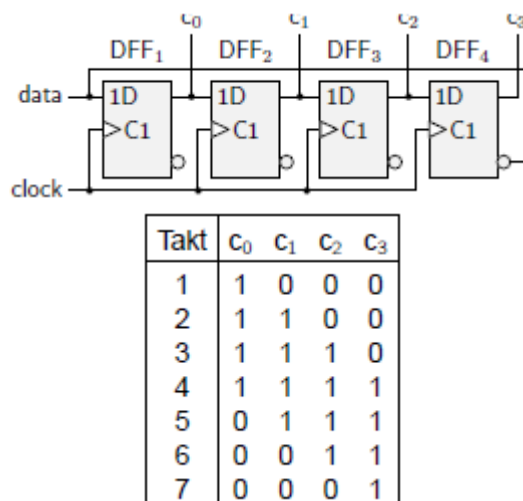 c₀ c₁ c₂ c₃
DFF₁ DFF₂ DFF₃ DFF₄
data 1D 1D 1D 1D
C1 C1 C1 C1
clock
Takt c₀ c₁ c₂ c₃
1 1 0 0 0
2 1 1 0 0
3 1 1 1 0
4 1 1 1 1
5 0 1 1 1
6 0 0 1 1
7 0 0 0 1